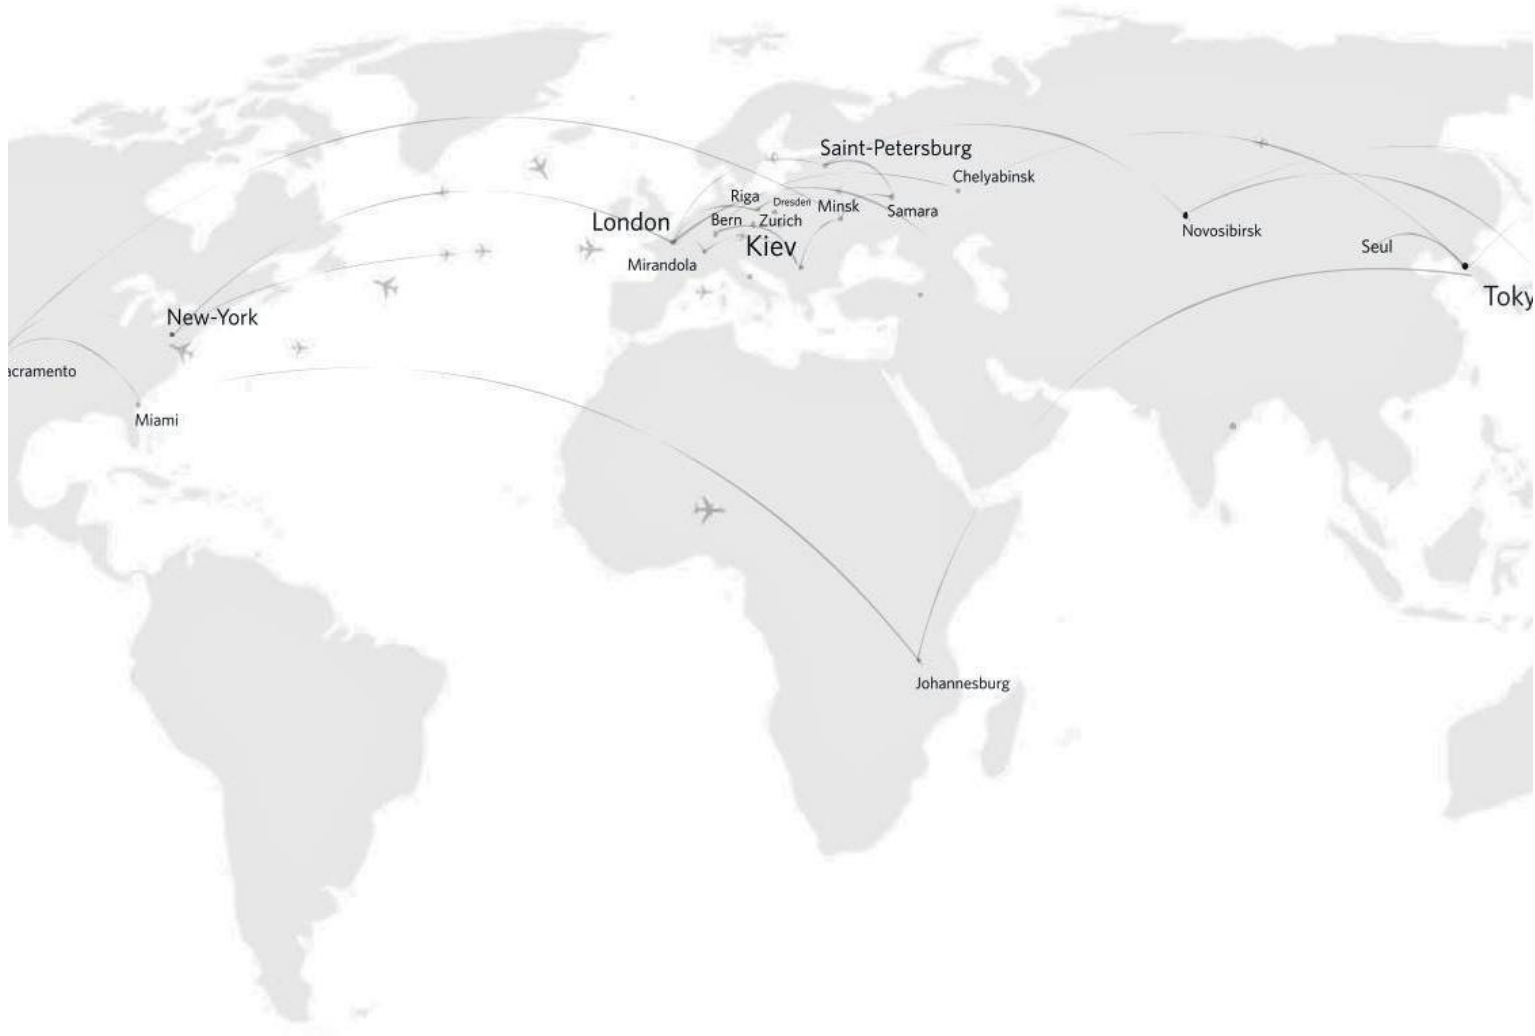 Saint-Petersburg
Chelyabinsk
Riga
Dresden
Minsk
Samara
London
Bern
Zurich
Novosibirsk
Kiev
Seul
Mirandola
Toky
New-York
acramento
Miami
Johannesburg